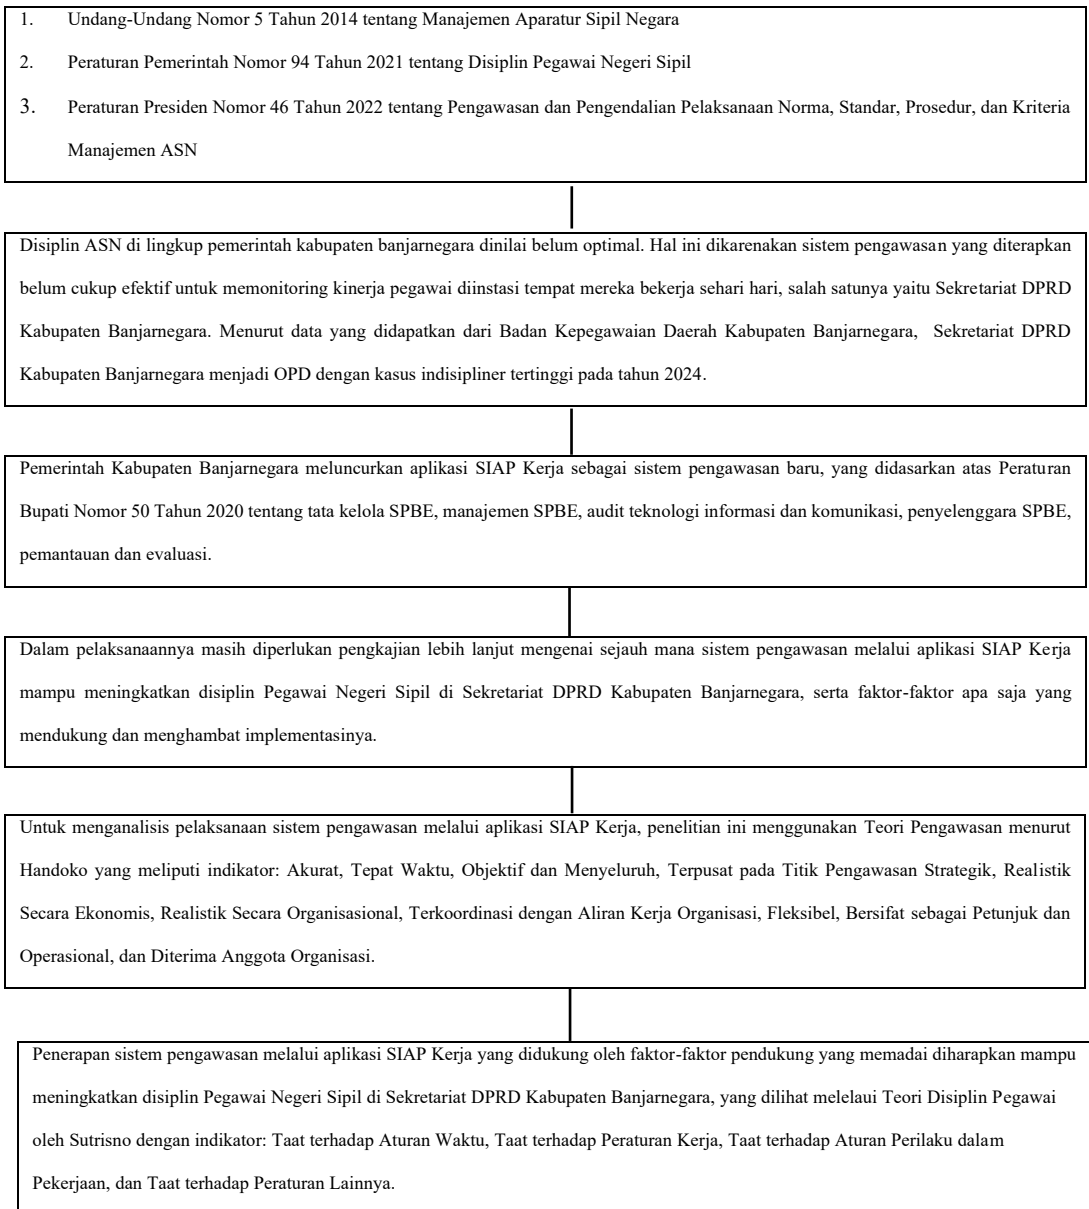 1. Undang-Undang Nomor 5 Tahun 2014 tentang Manajemen Aparatur Sipil Negara
2. Peraturan Pemerintah Nomor 94 Tahun 2021 tentang Disiplin Pegawai Negeri Sipil
3. Peraturan Presiden Nomor 46 Tahun 2022 tentang Pengawasan dan Pengendalian Pelaksanaan Norma, Standar, Prosedur, dan Kriteria
Manajemen ASN
Disiplin ASN di lingkup pemerintah kabupaten banjarnegara dinilai belum optimal. Hal ini dikarenakan sistem pengawasan yang diterapkan
belum cukup efektif untuk memonitoring kinerja pegawai diinstasi tempat mereka bekerja sehari hari, salah satunya yaitu Sekretariat DPRD
Kabupaten Banjarnegara. Menurut data yang didapatkan dari Badan Kepegawaian Daerah Kabupaten Banjarnegara, Sekretariat DPRD
Kabupaten Banjarnegara menjadi OPD dengan kasus indisipliner tertinggi pada tahun 2024.
Pemerintah Kabupaten Banjarnegara meluncurkan aplikasi SIAP Kerja sebagai sistem pengawasan baru, yang didasarkan atas Peraturan
Bupati Nomor 50 Tahun 2020 tentang tata kelola SPBE, manajemen SPBE, audit teknologi informasi dan komunikasi, penyelenggara SPBE,
pemantauan dan evaluasi.
Dalam pelaksanaannya masih diperlukan pengkajian lebih lanjut mengenai sejauh mana sistem pengawasan melalui aplikasi SIAP Kerja
mampu meningkatkan disiplin Pegawai Negeri Sipil di Sekretariat DPRD Kabupaten Banjarnegara, serta faktor-faktor apa saja yang
mendukung dan menghambat implementasinya.
Untuk menganalisis pelaksanaan sistem pengawasan melalui aplikasi SIAP Kerja, penelitian ini menggunakan Teori Pengawasan menurut
Handoko yang meliputi indikator: Akurat, Tepat Waktu, Objektif dan Menyeluruh, Terpusat pada Titik Pengawasan Strategik, Realistik
Secara Ekonomis, Realistik Secara Organisasional, Terkoordinasi dengan Aliran Kerja Organisasi, Fleksibel, Bersifat sebagai Petunjuk dan
Operasional, dan Diterima Anggota Organisasi.
Penerapan sistem pengawasan melalui aplikasi SIAP Kerja yang didukung oleh faktor-faktor pendukung yang memadai diharapkan mampu
meningkatkan disiplin Pegawai Negeri Sipil di Sekretariat DPRD Kabupaten Banjarnegara, yang dilihat melelaui Teori Disiplin Pegawai
oleh Sutrisno dengan indikator: Taat terhadap Aturan Waktu, Taat terhadap Peraturan Kerja, Taat terhadap Aturan Perilaku dalam
Pekerjaan, dan Taat terhadap Peraturan Lainnya.